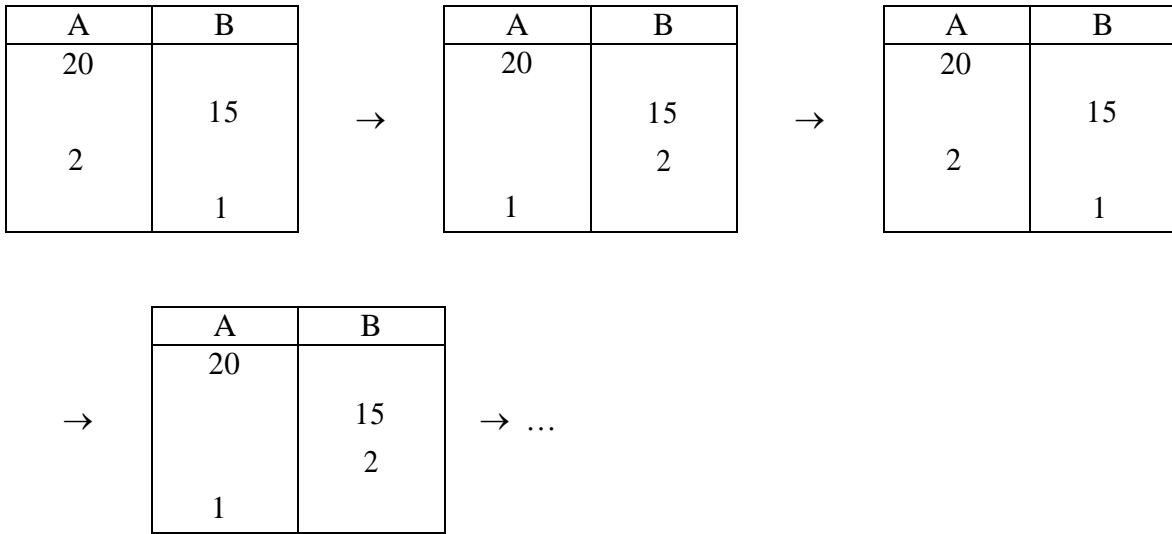 A B A B A B
20 20 20
15 → 15 → 15
2 2 2
1 1 1
A B
20
→ 15 → …
2
1